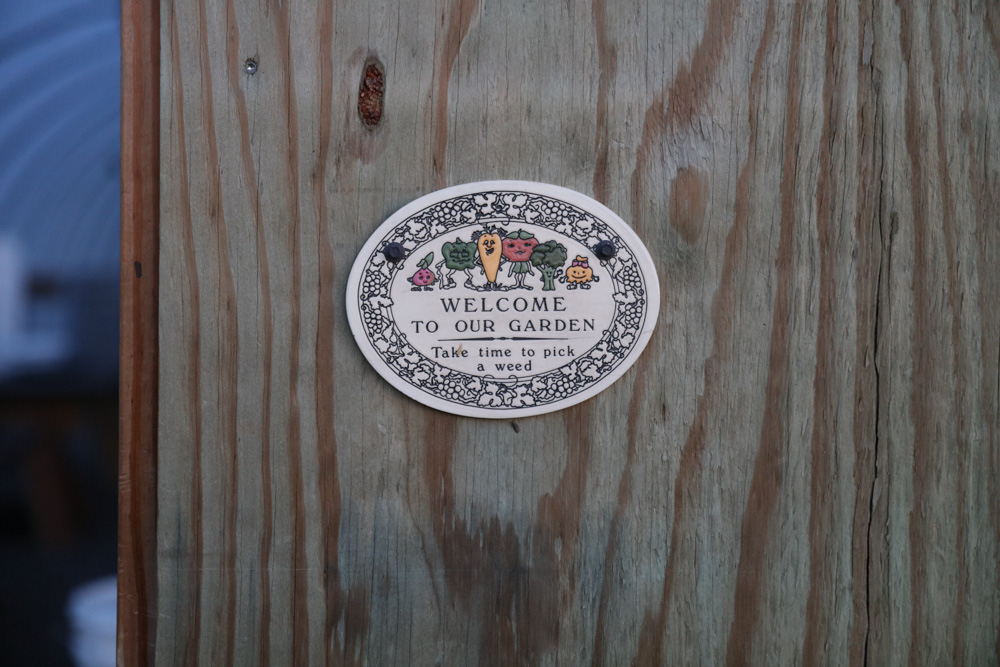 WELCOME
TO OUR GARDEN
Take time to pick
a weed